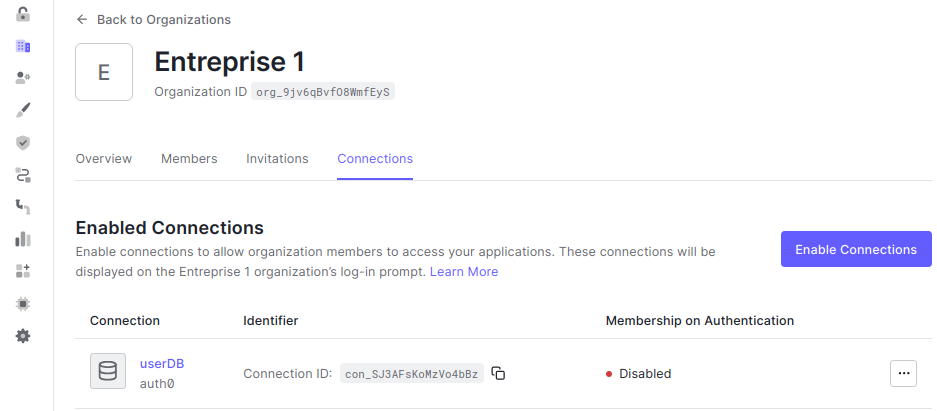 Back to Organizations
E
Entreprise 1
Organization ID org_9jv6qBvfO8WmfEyS
Overview Members Invitations Connections
Enabled Connections
Enable connections to allow organization members to access your applications. These connections will be
displayed on the Entreprise 1 organization’s log-in prompt. Learn More
Enable Connections
Connection Identifier Membership on Authentication
userDB
auth0
Connection ID: con_SJ3AFsKoMzVo4bBz
Disabled